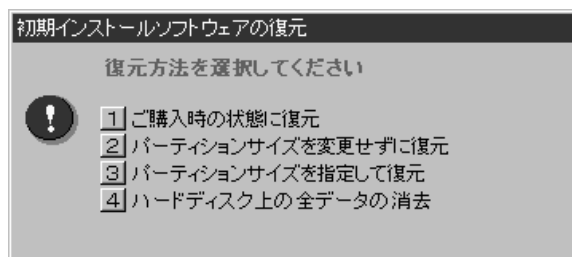 初期インストールソフトウェアの復元
復元方法を選択してください
1 ご購入時の状態に復元
2 パーティションサイズを変更せずに復元
3 パーティションサイズを指定して復元
4 ハードディスク上の全データの消去